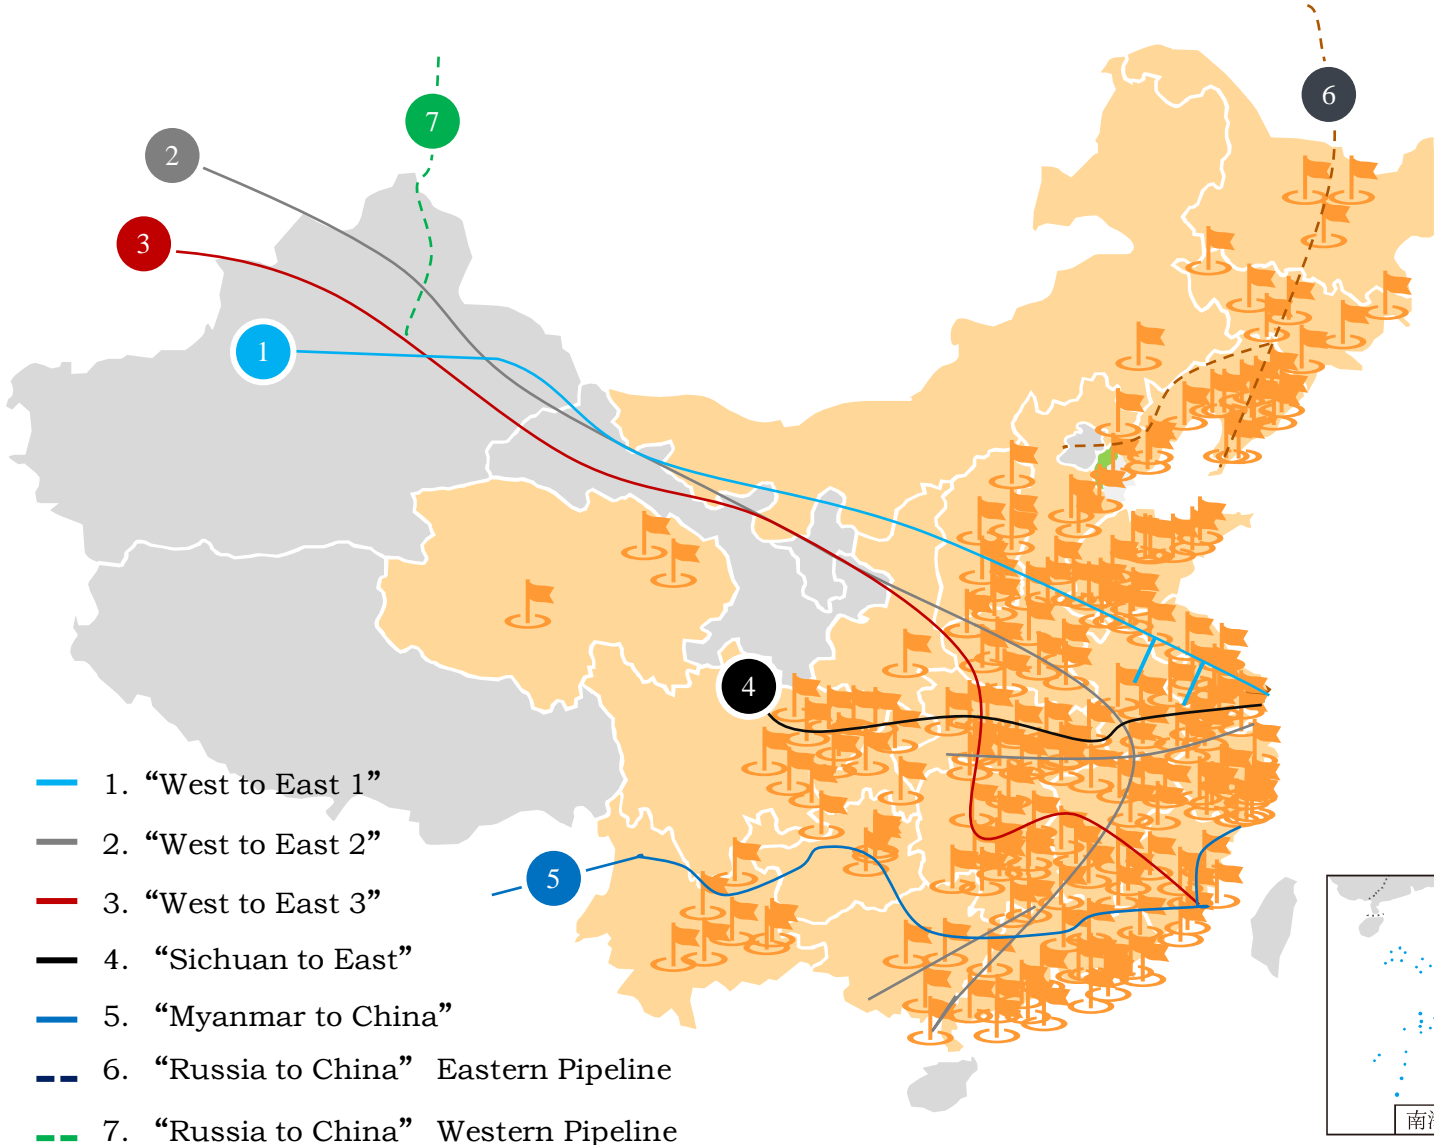 6
7
2
3
1
4
1. “West to East 1”
2. “West to East 2”
5
3. “West to East 3”
4. “Sichuan to East”
5. “Myanmar to China”
6. “Russia to China” Eastern Pipeline
南
7. “Russia to China” Western Pipeline